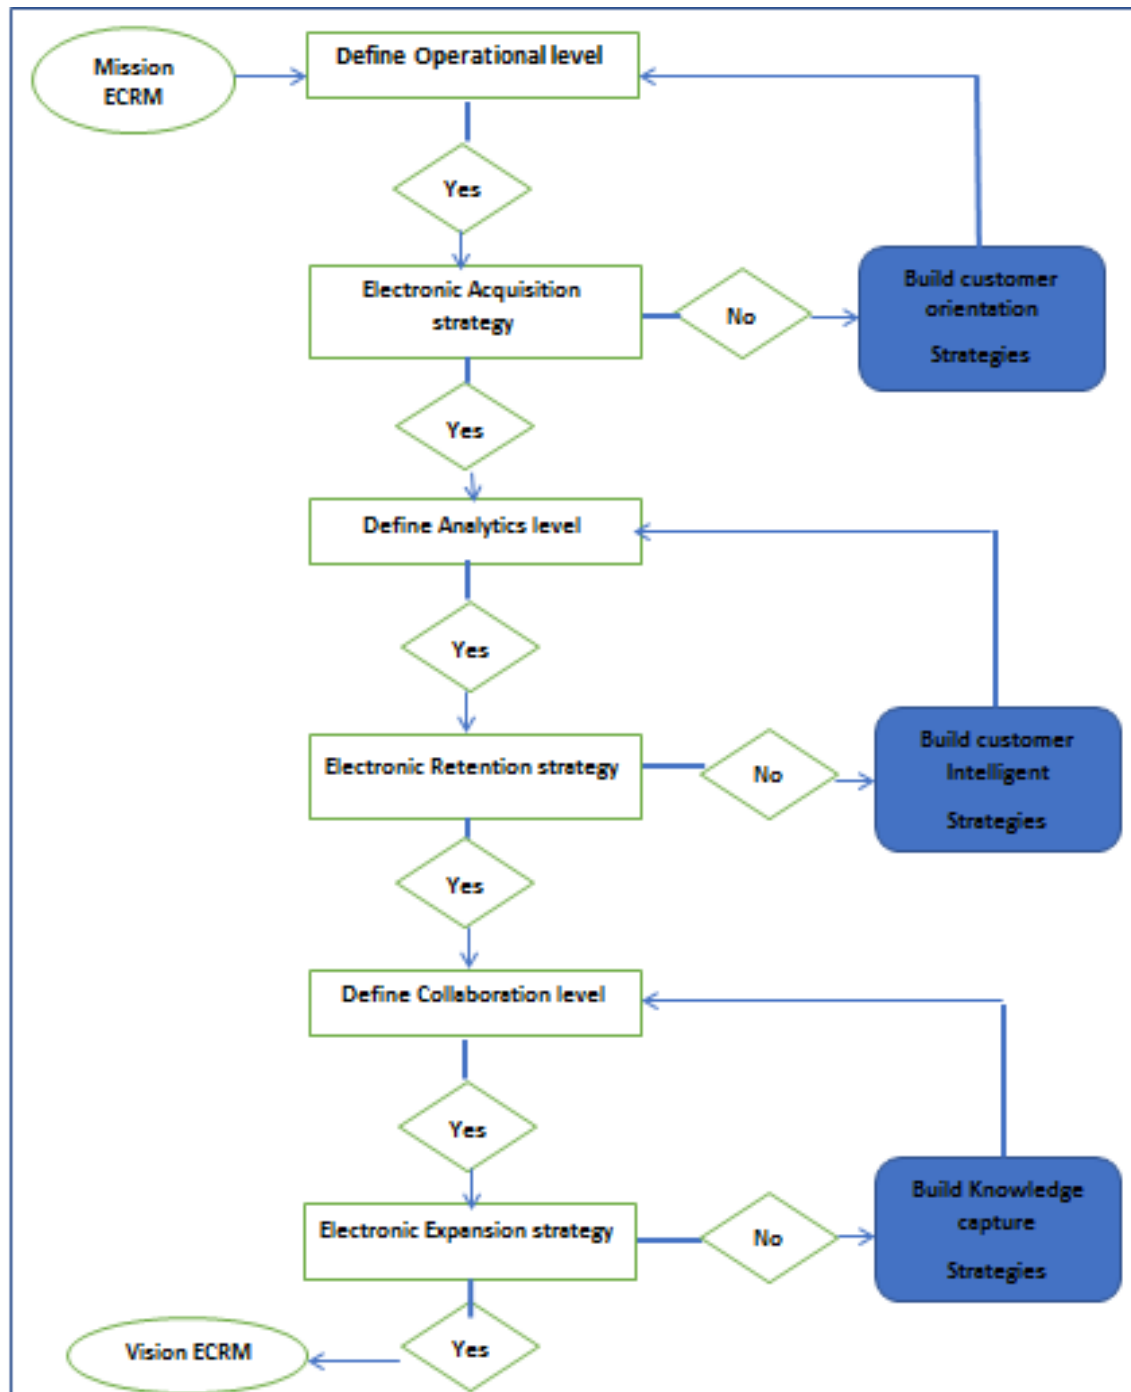 Mission
ECRM
Define Operational level
Yes
Electronic Acquisition
strategy
No
Build customer
orientation
Strategies
Yes
Define Analytics level
Yes
Electronic Retention strategy
No
Build customer
Intelligent
Strategies
Yes
Define Collaboration level
Yes
Electronic Expansion strategy
No
Build Knowledge
capture
Strategies
Yes
Vision ECRM